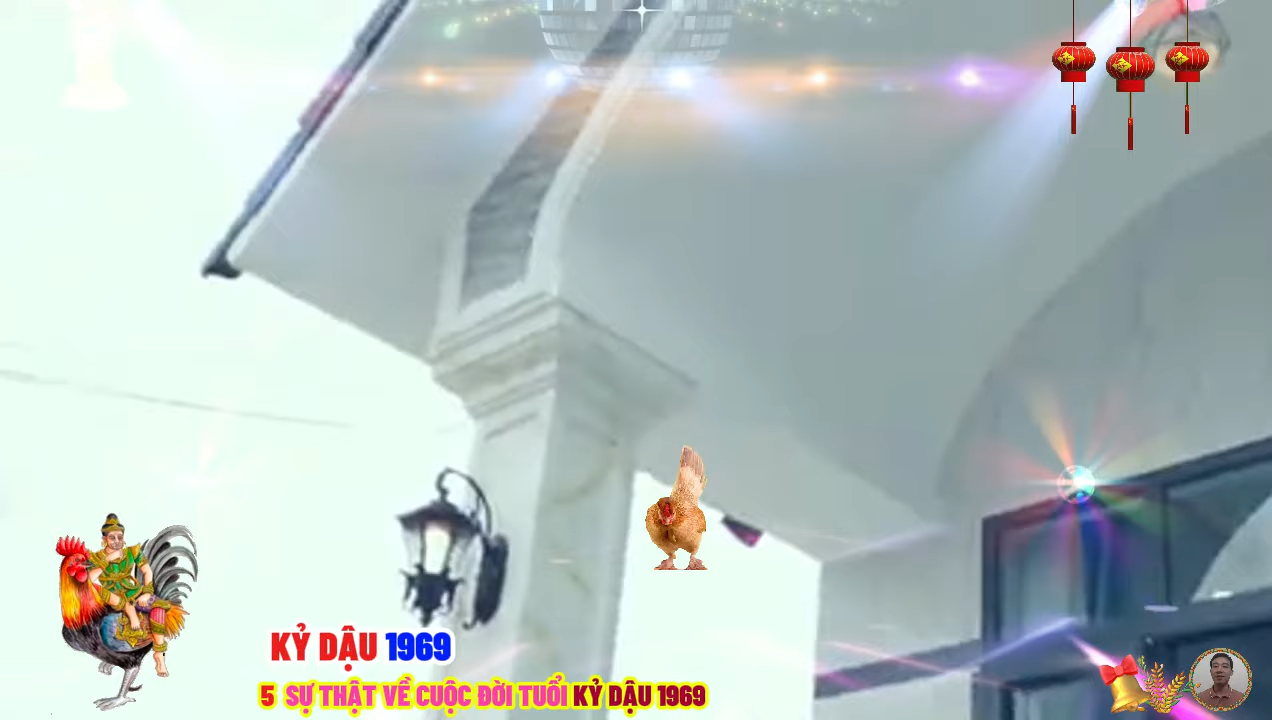 KỶ DẬU 1969
5 SỰ THẬT VỀ CUỘC ĐỜI TUỔI KỶ DẬU 1969